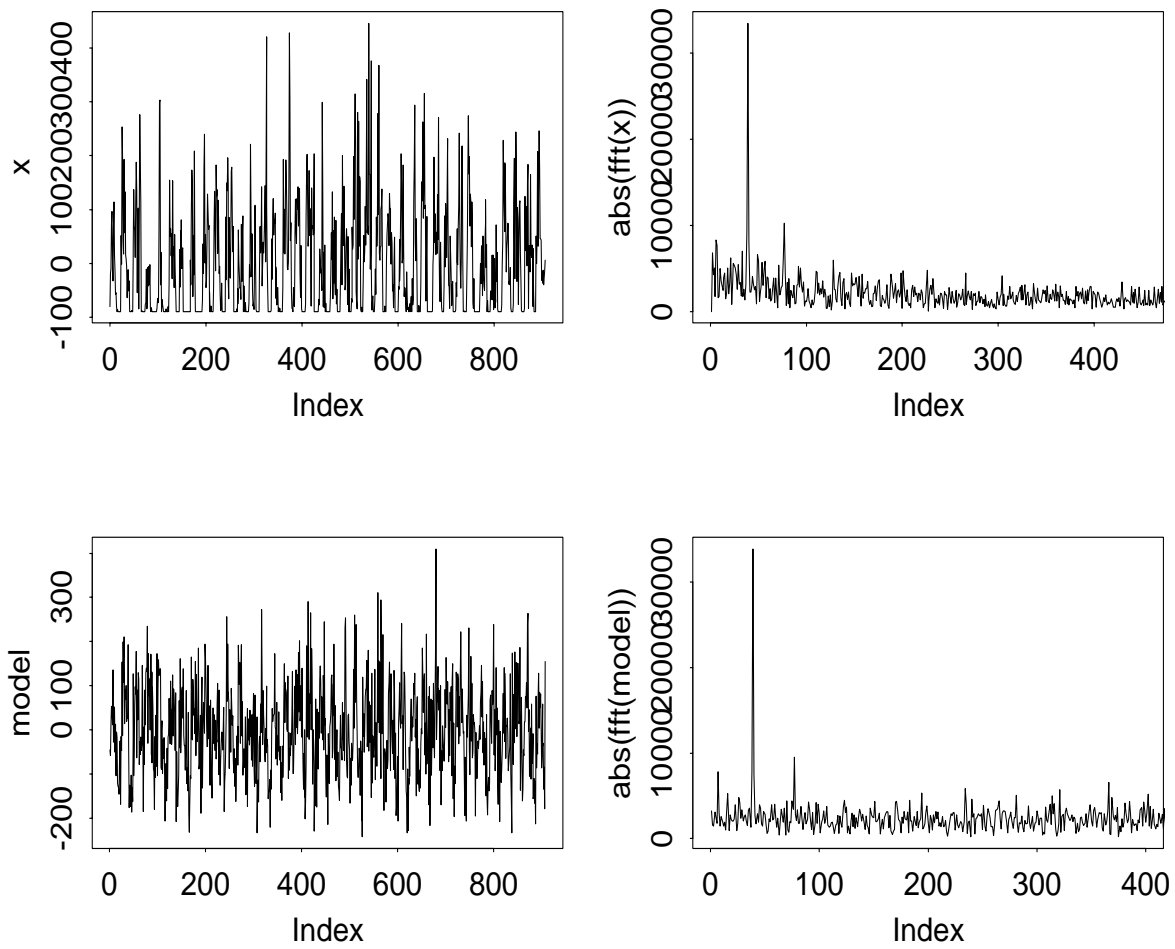 x
-100 0 100 200 300 400
0 200 400 600 800
Index
abs(fft(x))
0 10000 20000 30000
0 100 200 300 400
Index
model
-200 0 100 300
0 200 400 600 800
Index
abs(fft(model))
0 10000 20000 30000
0 100 200 300 400
Index